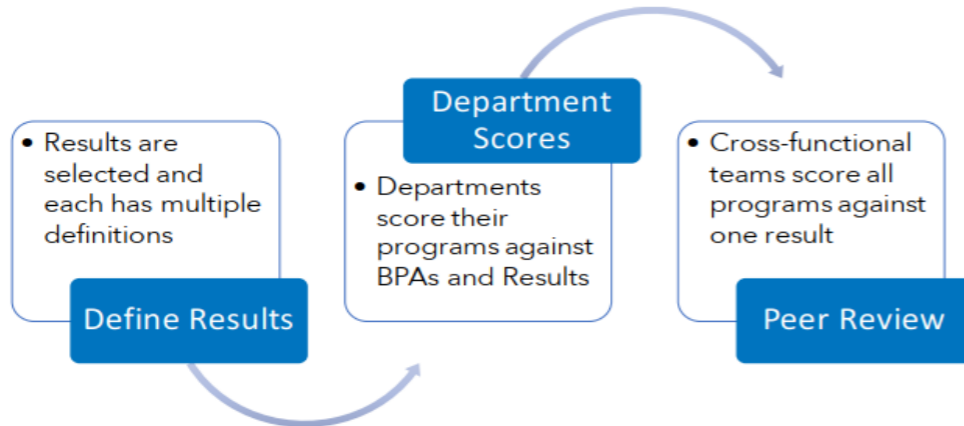 • Results are
selected and
each has multiple
definitions
Define Results
Department
Scores
• Departments
score their
programs against
BPAs and Results
• Cross-functional
teams score all
programs against
one result
Peer Review